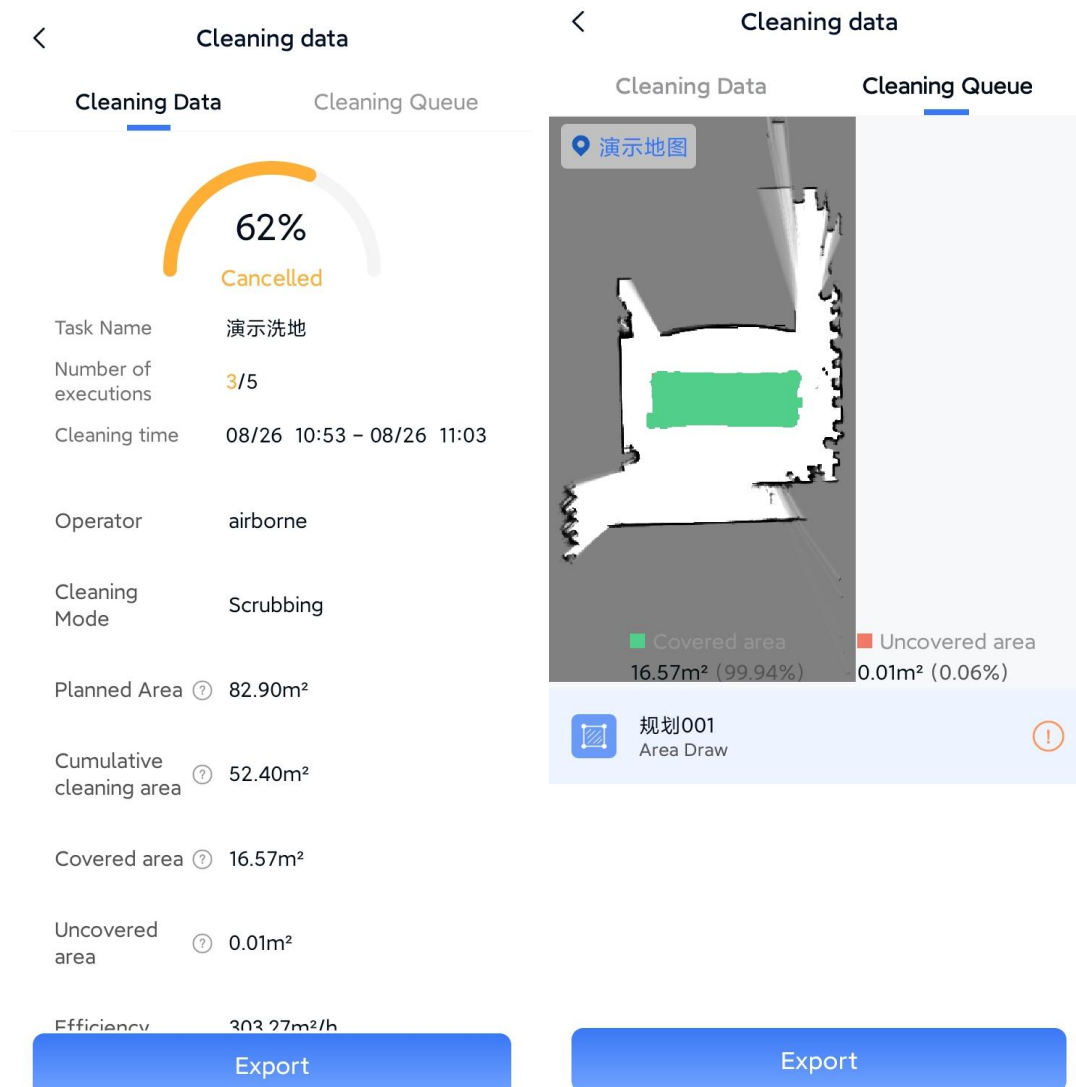 Cleaning data
Cleaning Data
Cleaning Queue
62%
Cancelled
Task Name
演示洗地
Number of
executions
3/5
Cleaning time
08/26 10:53 – 08/26 11:03
Operator
airborne
Cleaning
Mode
Scrubbing
Planned Area ?
82.90m²
Cumulative
cleaning area ?
52.40m²
Covered area ?
16.57m²
Uncovered
area ?
0.01m²
Efficiency
303.27m²/h
Export
Cleaning data
Cleaning Data
Cleaning Queue
演示地图
Covered area
16.57m² (99.94%)
Uncovered area
0.01m² (0.06%)
规划001
Area Draw
!
Export